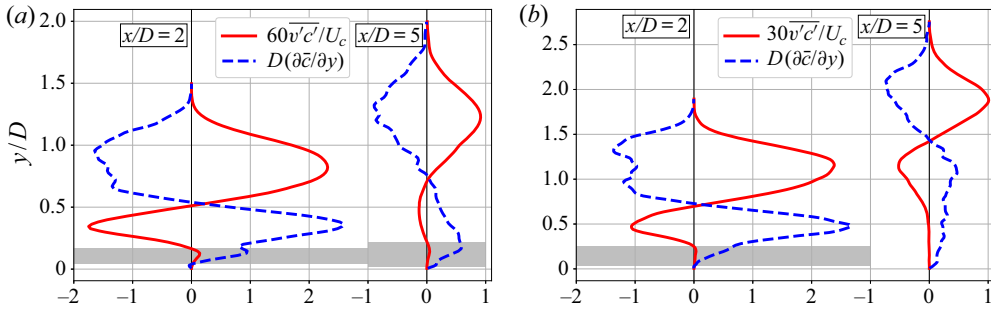 (a)
x/D = 2
60v′c′/U_c
D(∂c̄/∂y)
x/D = 5
2.0
1.5
1.0
0.5
0
y/D
−2 −1 0 1 2 0 1
(b)
x/D = 2
30v′c′/U_c
D(∂c̄/∂y)
x/D = 5
2.5
2.0
1.5
1.0
0.5
0
−2 −1 0 1 2 0 1